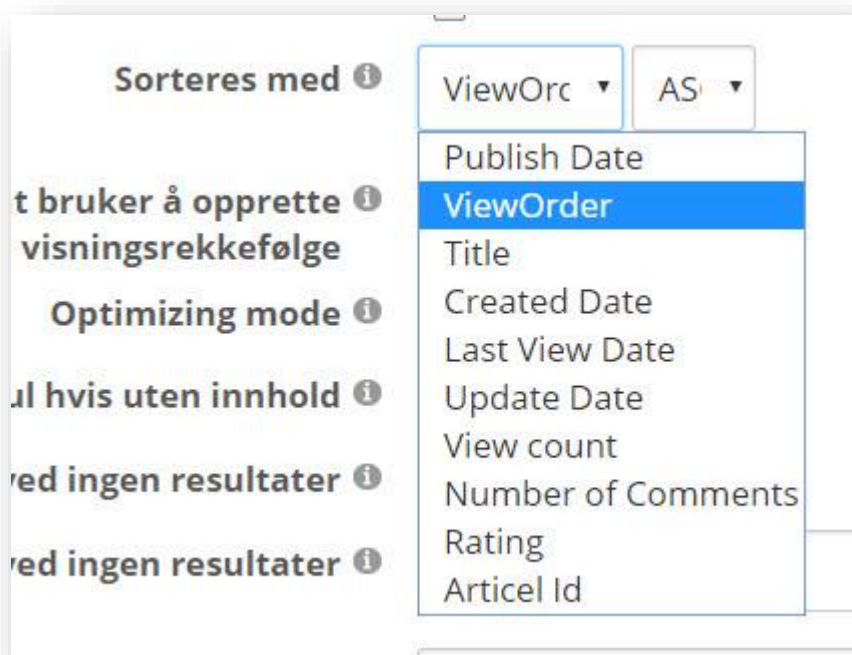 Sorteres med
ViewOrc AS
Publish Date
t bruker å opprette
visningsrekkefølge
ViewOrder
Title
Optimizing mode
Created Date
Last View Date
ul hvis uten innhold
Update Date
View count
ved ingen resultater
Number of Comments
Rating
ved ingen resultater
Articel Id